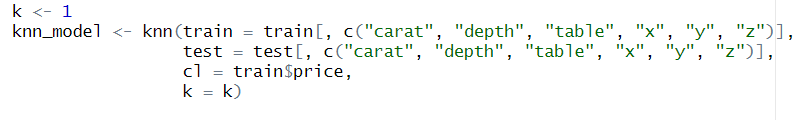 k <- 1
knn_model <- knn(train = train[, c("carat", "depth", "table", "x", "y", "z")],
test = test[, c("carat", "depth", "table", "x", "y", "z")],
cl = train$price,
k = k)